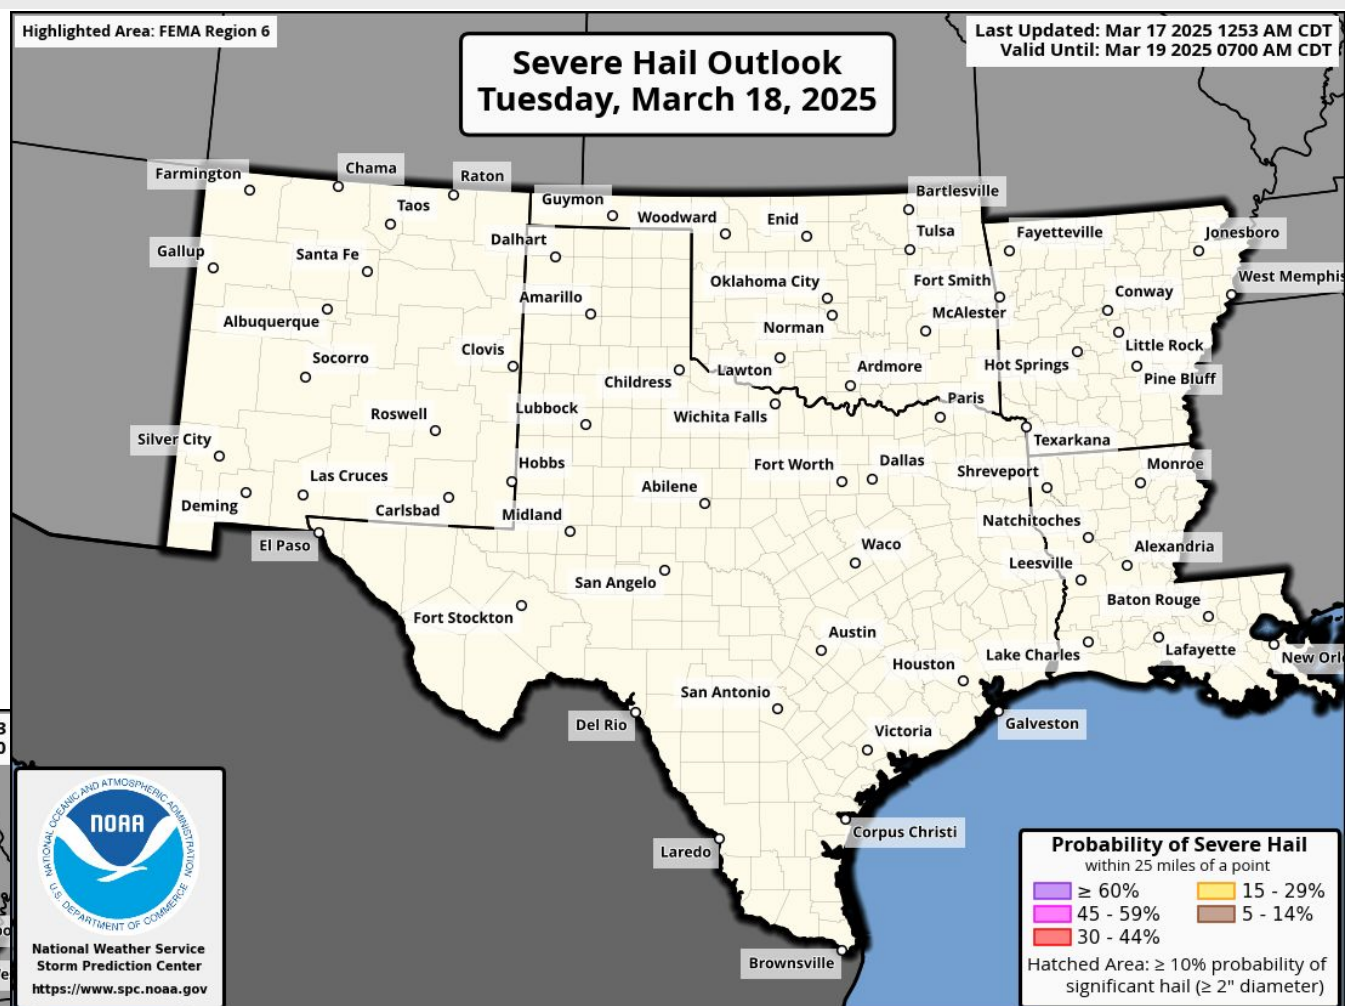 Highlighted Area: FEMA Region 6
Last Updated: Mar 17 2025 1253 AM CDT
Valid Until: Mar 19 2025 0700 AM CDT
Severe Hail Outlook
Tuesday, March 18, 2025
Farmington
Chama
Raton
Taos
Guymon
Woodward
Enid
Bartlesville
Tulsa
Fayetteville
Jonesboro
Gallup
Santa Fe
Dalhart
Oklahoma City
Fort Smith
West Memphis
Albuquerque
Amarillo
Norman
McAlester
Conway
Little Rock
Socorro
Clovis
Childress
Lawton
Ardmore
Hot Springs
Pine Bluff
Roswell
Lubbock
Wichita Falls
Paris
Texarkana
Silver City
Las Cruces
Hobbs
Abilene
Fort Worth
Dallas
Shreveport
Monroe
Deming
Carlsbad
Midland
Natchitoches
El Paso
San Angelo
Waco
Leesville
Alexandria
Fort Stockton
Baton Rouge
Austin
Houston
Lake Charles
Lafayette
New Orl
San Antonio
Del Rio
Victoria
Galveston
Laredo
Corpus Christi
Brownsville
3
0
NATIONAL OCEANIC AND ATMOSPHERIC ADMINISTRATION
NOAA
U.S. DEPARTMENT OF COMMERCE
National Weather Service
Storm Prediction Center
https://www.spc.noaa.gov
Probability of Severe Hail
within 25 miles of a point
≥ 60%
15 - 29%
45 - 59%
5 - 14%
30 - 44%
Hatched Area: ≥ 10% probability of
significant hail (≥ 2" diameter)